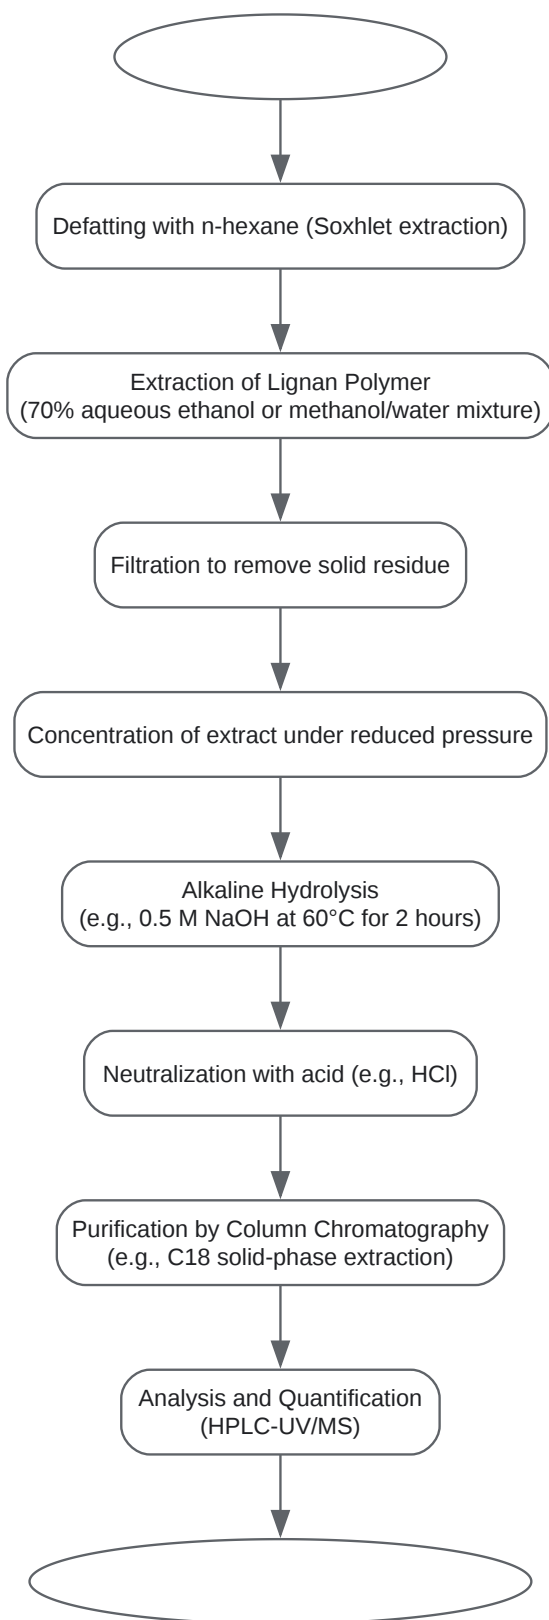 Defatting with n-hexane (Soxhlet extraction)
Extraction of Lignan Polymer
(70% aqueous ethanol or methanol/water mixture)
Filtration to remove solid residue
Concentration of extract under reduced pressure
Alkaline Hydrolysis
(e.g., 0.5 M NaOH at 60°C for 2 hours)
Neutralization with acid (e.g., HCl)
Purification by Column Chromatography
(e.g., C18 solid-phase extraction)
Analysis and Quantification
(HPLC-UV/MS)